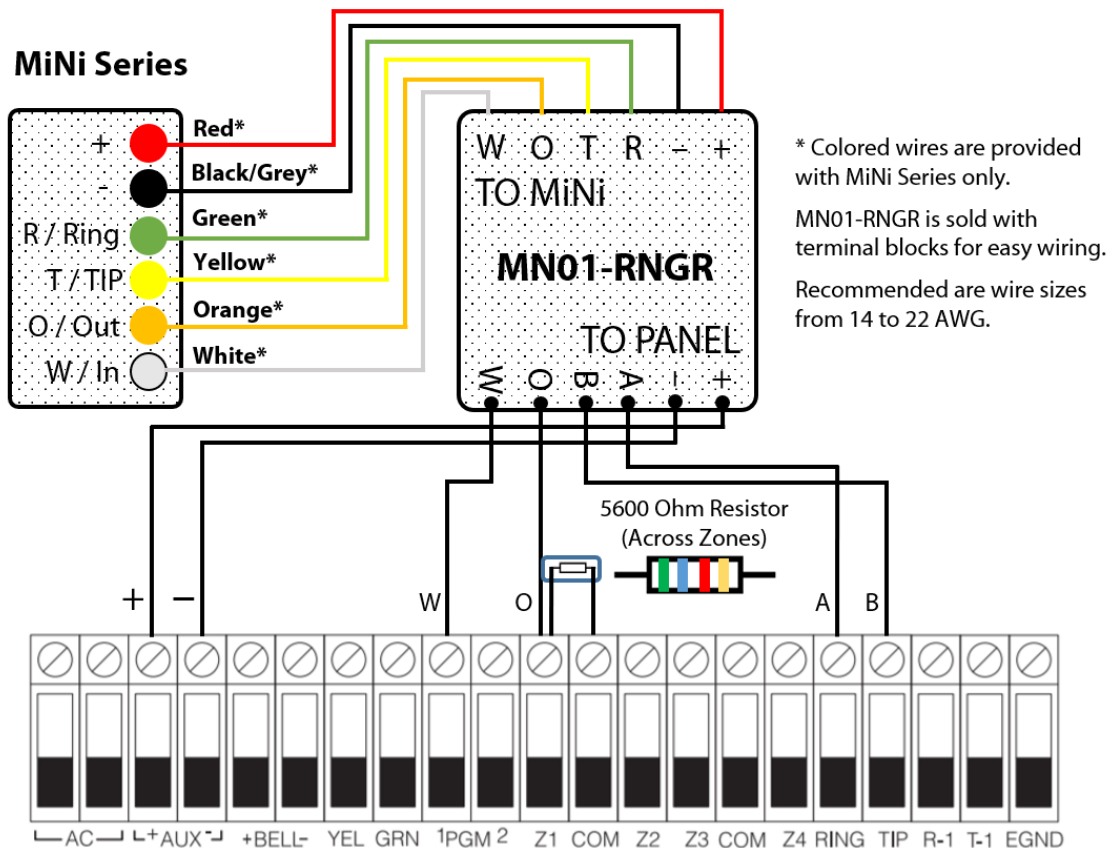 MiNi Series
+
-
R / Ring
T / TIP
O / Out
W / In
Red*
Black/Grey*
Green*
Yellow*
Orange*
White*
W O T R - +
TO MiNi
MN01-RNGR
TO PANEL
W O B A - +
* Colored wires are provided
with MiNi Series only.
MN01-RNGR is sold with
terminal blocks for easy wiring.
Recommended are wire sizes
from 14 to 22 AWG.
5600 Ohm Resistor
(Across Zones)
+ − W O A B
AC +AUX- +BELL- YEL GRN 1PGM 2 Z1 COM Z2 Z3 COM Z4 RING TIP R-1 T-1 EGND